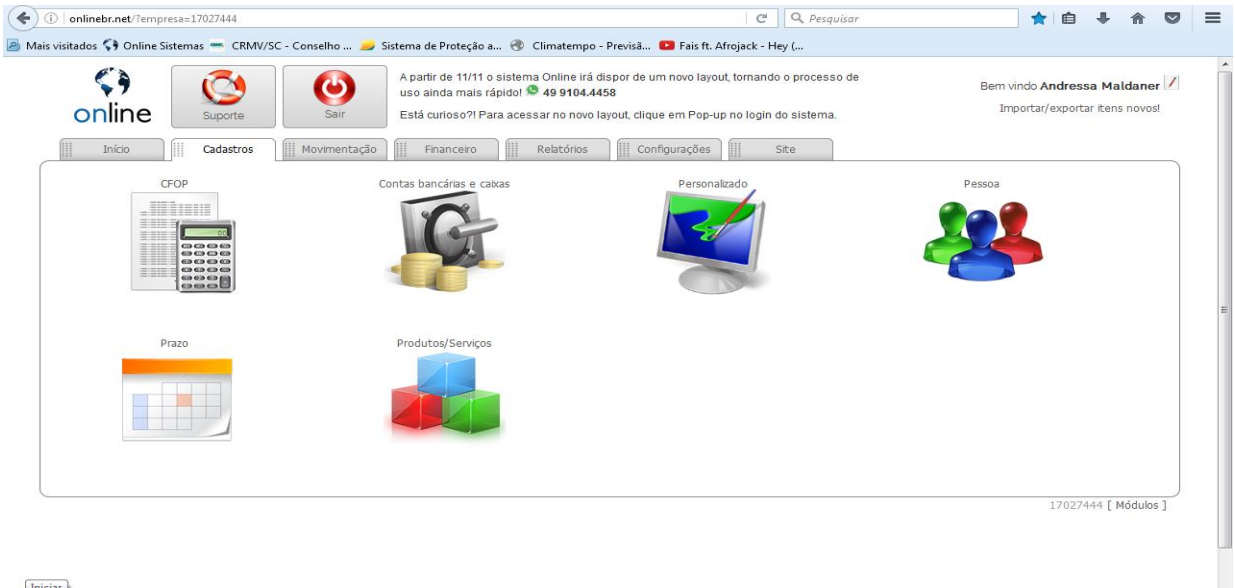 onlinebr.net/?empresa=17027444
Pesquisar
Mais visitados Online Sistemas CRMV/SC - Conselho ... Sistema de Proteção a... Climatempo - Previsã... Fais ft. Afrojack - Hey (...
online
Suporte
Sair
A partir de 11/11 o sistema Online irá dispor de um novo layout, tornando o processo de
uso ainda mais rápido! 49 9104.4458
Está curioso?! Para acessar no novo layout, clique em Pop-up no login do sistema.
Bem vindo Andressa Maldaner
Importar/exportar itens novos!
Início Cadastros Movimentação Financeiro Relatórios Configurações Site
CFOP Contas bancárias e caixas Personalizado Pessoa
Prazo Produtos/Serviços
17027444 [ Módulos ]
Iniciar